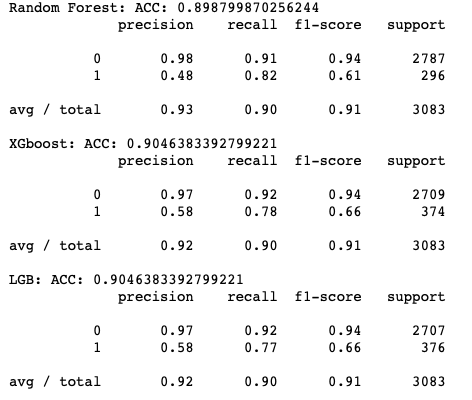 Random Forest: ACC: 0.898799870256244
precision recall f1-score support
0 0.98 0.91 0.94 2787
1 0.48 0.82 0.61 296
avg / total 0.93 0.90 0.91 3083
XGboost: ACC: 0.9046383392799221
precision recall f1-score support
0 0.97 0.92 0.94 2709
1 0.58 0.78 0.66 374
avg / total 0.92 0.90 0.91 3083
LGB: ACC: 0.9046383392799221
precision recall f1-score support
0 0.97 0.92 0.94 2707
1 0.58 0.77 0.66 376
avg / total 0.92 0.90 0.91 3083